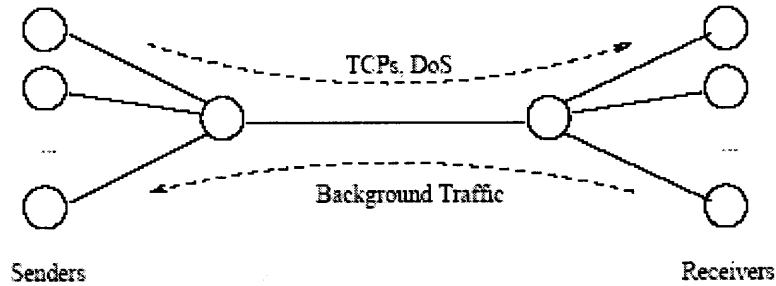 TCPs, DoS
...
...
Background Traffic
Senders
Receivers